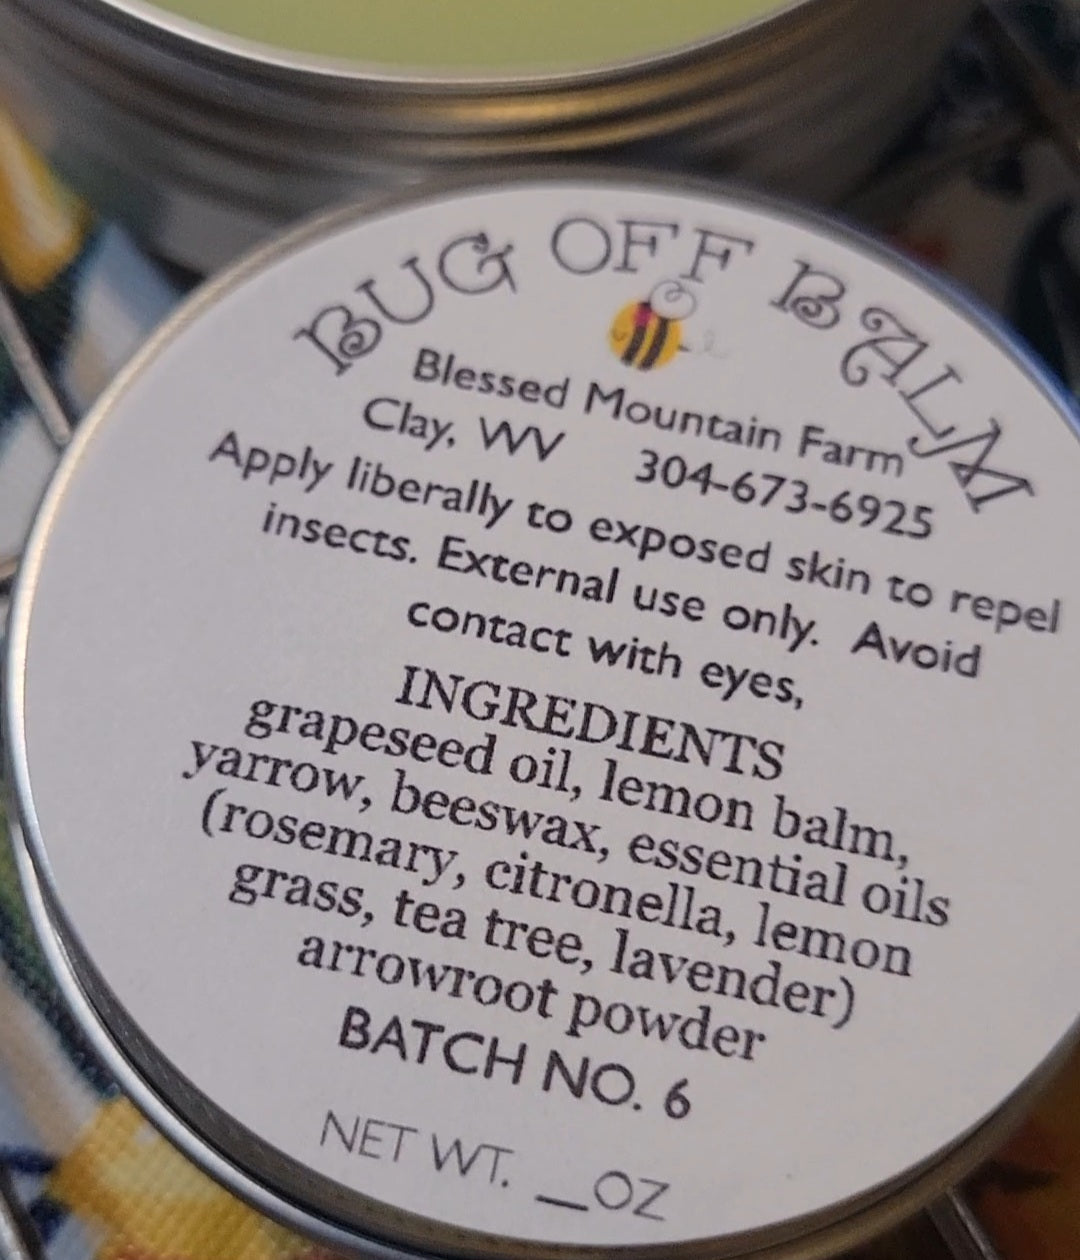 BUG OFF BALM
Blessed Mountain Farm
Clay, WV 304-673-6925
Apply liberally to exposed skin to repel
insects. External use only. Avoid
contact with eyes,
INGREDIENTS
grapeseed oil, lemon balm,
yarrow, beeswax, essential oils
(rosemary, citronella, lemon
grass, tea tree, lavender)
arrowroot powder
BATCH NO. 6
NET WT. __OZ